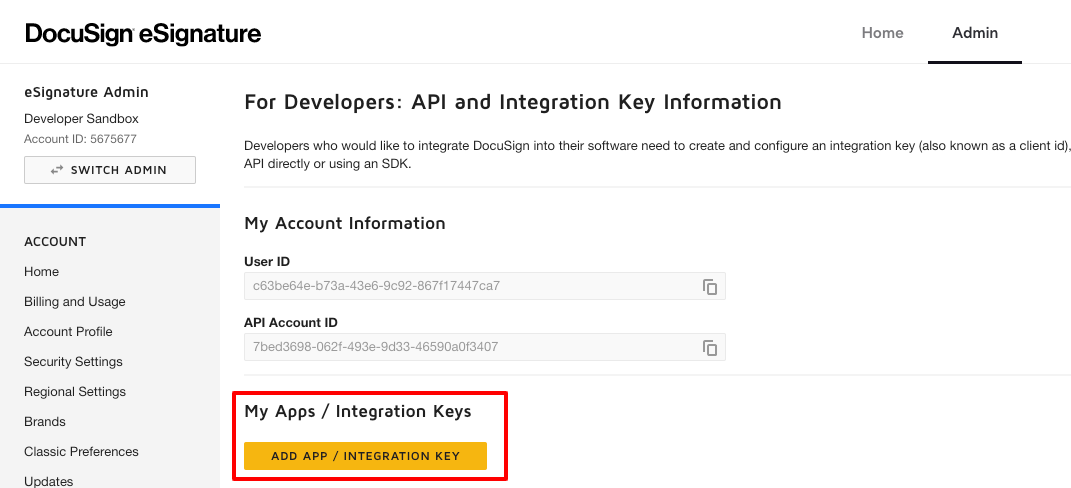 DocuSign eSignature
Home
Admin
eSignature Admin
Developer Sandbox
Account ID: 5675677
SWITCH ADMIN
ACCOUNT
Home
Billing and Usage
Account Profile
Security Settings
Regional Settings
Brands
Classic Preferences
Updates
For Developers: API and Integration Key Information
Developers who would like to integrate DocuSign into their software need to create and configure an integration key (also known as a client id),
API directly or using an SDK.
My Account Information
User ID
c63be64e-b73a-43e6-9c92-867f17447ca7
API Account ID
7bed3698-062f-493e-9d33-46590a0f3407
My Apps / Integration Keys
ADD APP / INTEGRATION KEY